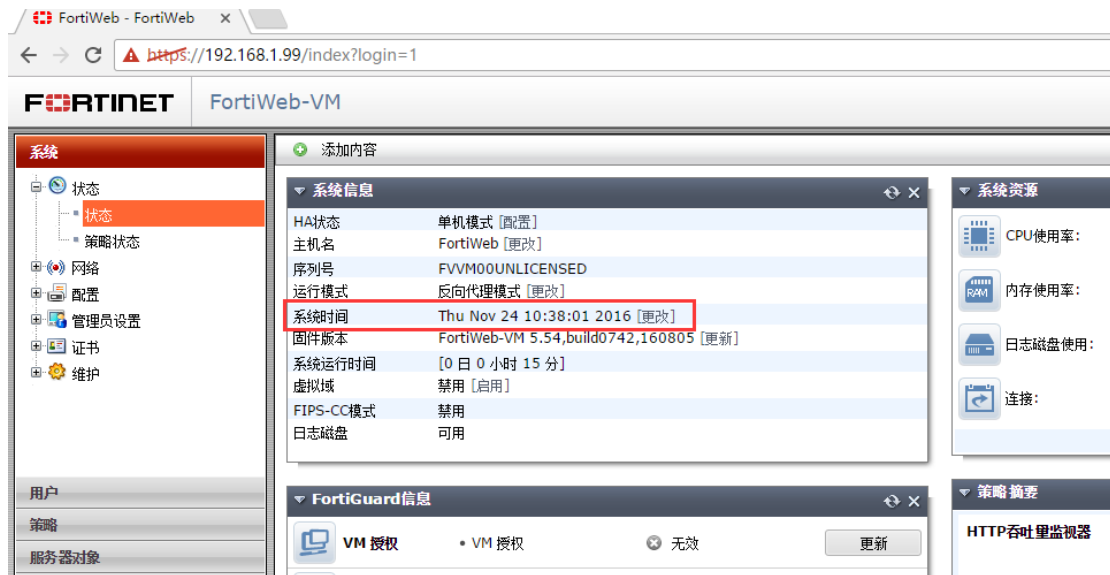 FortiWeb - FortiWeb
https://192.168.1.99/index?login=1
FORTINET FortiWeb-VM
系统
状态
状态
策略状态
网络
配置
管理员设置
证书
维护
用户
策略
服务器对象
添加内容
系统信息
HA状态 单机模式 [配置]
主机名 FortiWeb [更改]
序列号 FVVM00UNLICENSED
运行模式 反向代理模式 [更改]
系统时间 Thu Nov 24 10:38:01 2016 [更改]
固件版本 FortiWeb-VM 5.54,build0742,160805 [更新]
系统运行时间 [0 日 0 小时 15 分]
虚拟域 禁用 [启用]
FIPS-CC模式 禁用
日志磁盘 可用
FortiGuard信息
VM 授权 • VM 授权 无效 更新
系统资源
CPU使用率:
RAM 内存使用率:
日志磁盘使用:
连接:
策略摘要
HTTP吞吐量监视器